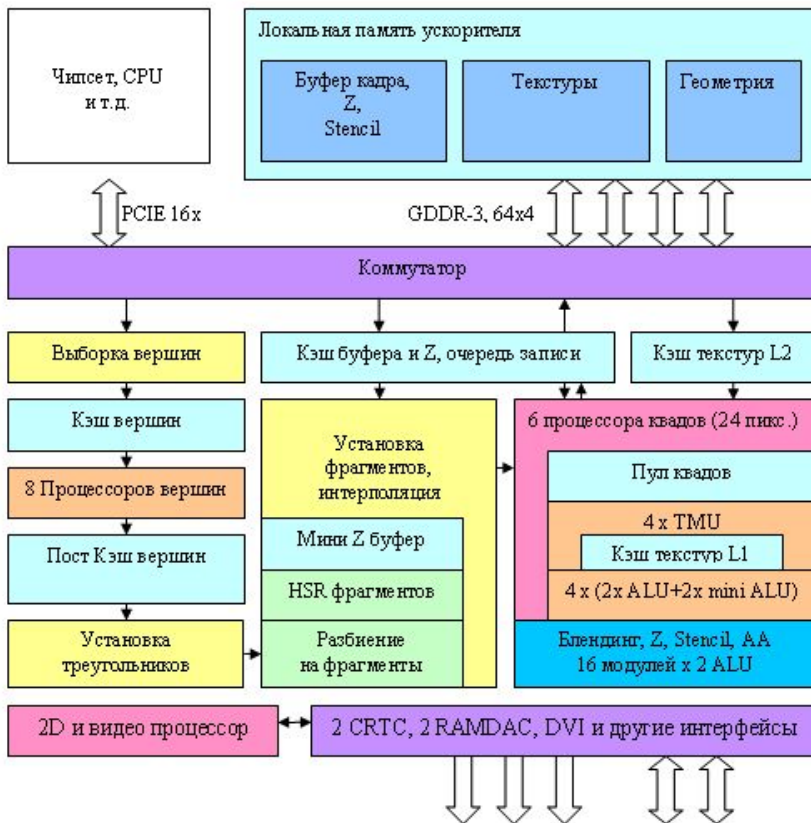 Чипсет, CPU
и т.д.
Локальная память ускорителя
Буфер кадра,
Z,
Stencil
Текстуры
Геометрия
PCIE 16x
GDDR-3, 64x4
Коммутатор
Выборка вершин
Кэш буфера и Z, очередь записи
Кэш текстур L2
Кэш вершин
8 Процессоров вершин
Пост Кэш вершин
Установка
треугольников
Установка
фрагментов,
интерполяция
Мини Z буфер
HSR фрагментов
Разбиение
на фрагменты
6 процессора квадов (24 пикс.)
Пул квадов
4 x TMU
Кэш текстур L1
4 x (2x ALU+2x mini ALU)
Блендинг, Z, Stencil, AA
16 модулей x 2 ALU
2D и видео процессор
2 CRTC, 2 RAMDAC, DVI и другие интерфейсы